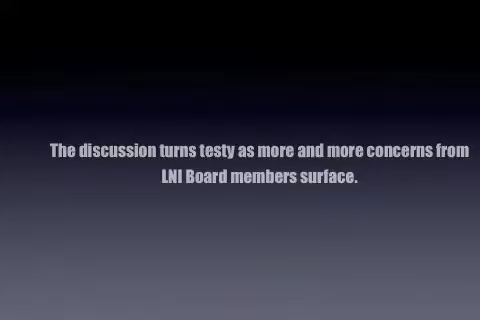 The discussion turns testy as more and more concerns from
LNI Board members surface.